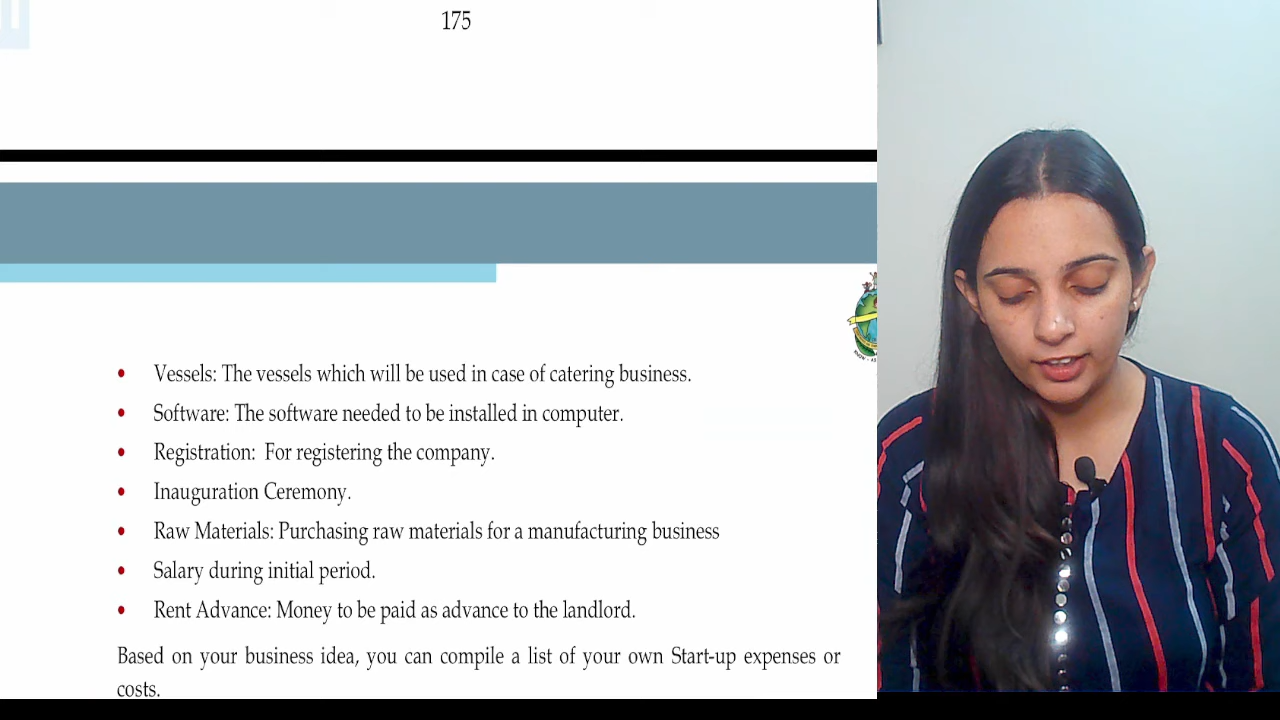 175
• Vessels: The vessels which will be used in case of catering business.
• Software: The software needed to be installed in computer.
• Registration: For registering the company.
• Inauguration Ceremony.
• Raw Materials: Purchasing raw materials for a manufacturing business
• Salary during initial period.
• Rent Advance: Money to be paid as advance to the landlord.
Based on your business idea, you can compile a list of your own Start-up expenses or
costs.